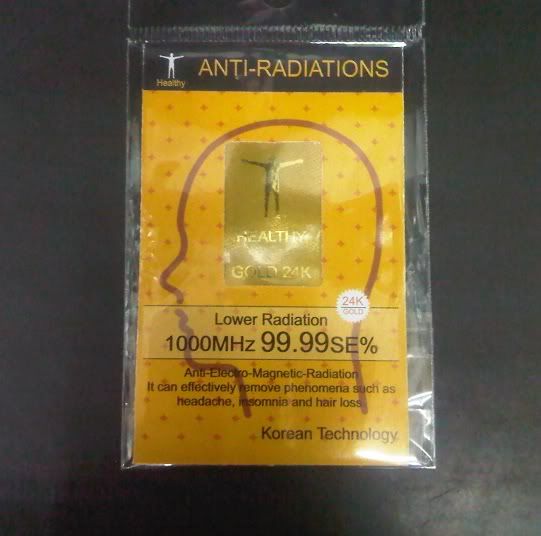 Healthy
ANTI-RADIATIONS
HEALTHY
GOLD 24K
24K
GOLD
Lower Radiation
1000MHz 99.99SE%
Anti-Electro-Magnetic-Radiation
It can effectively remove phenomena such as
headache, insomnia and hair loss
Korean Technology